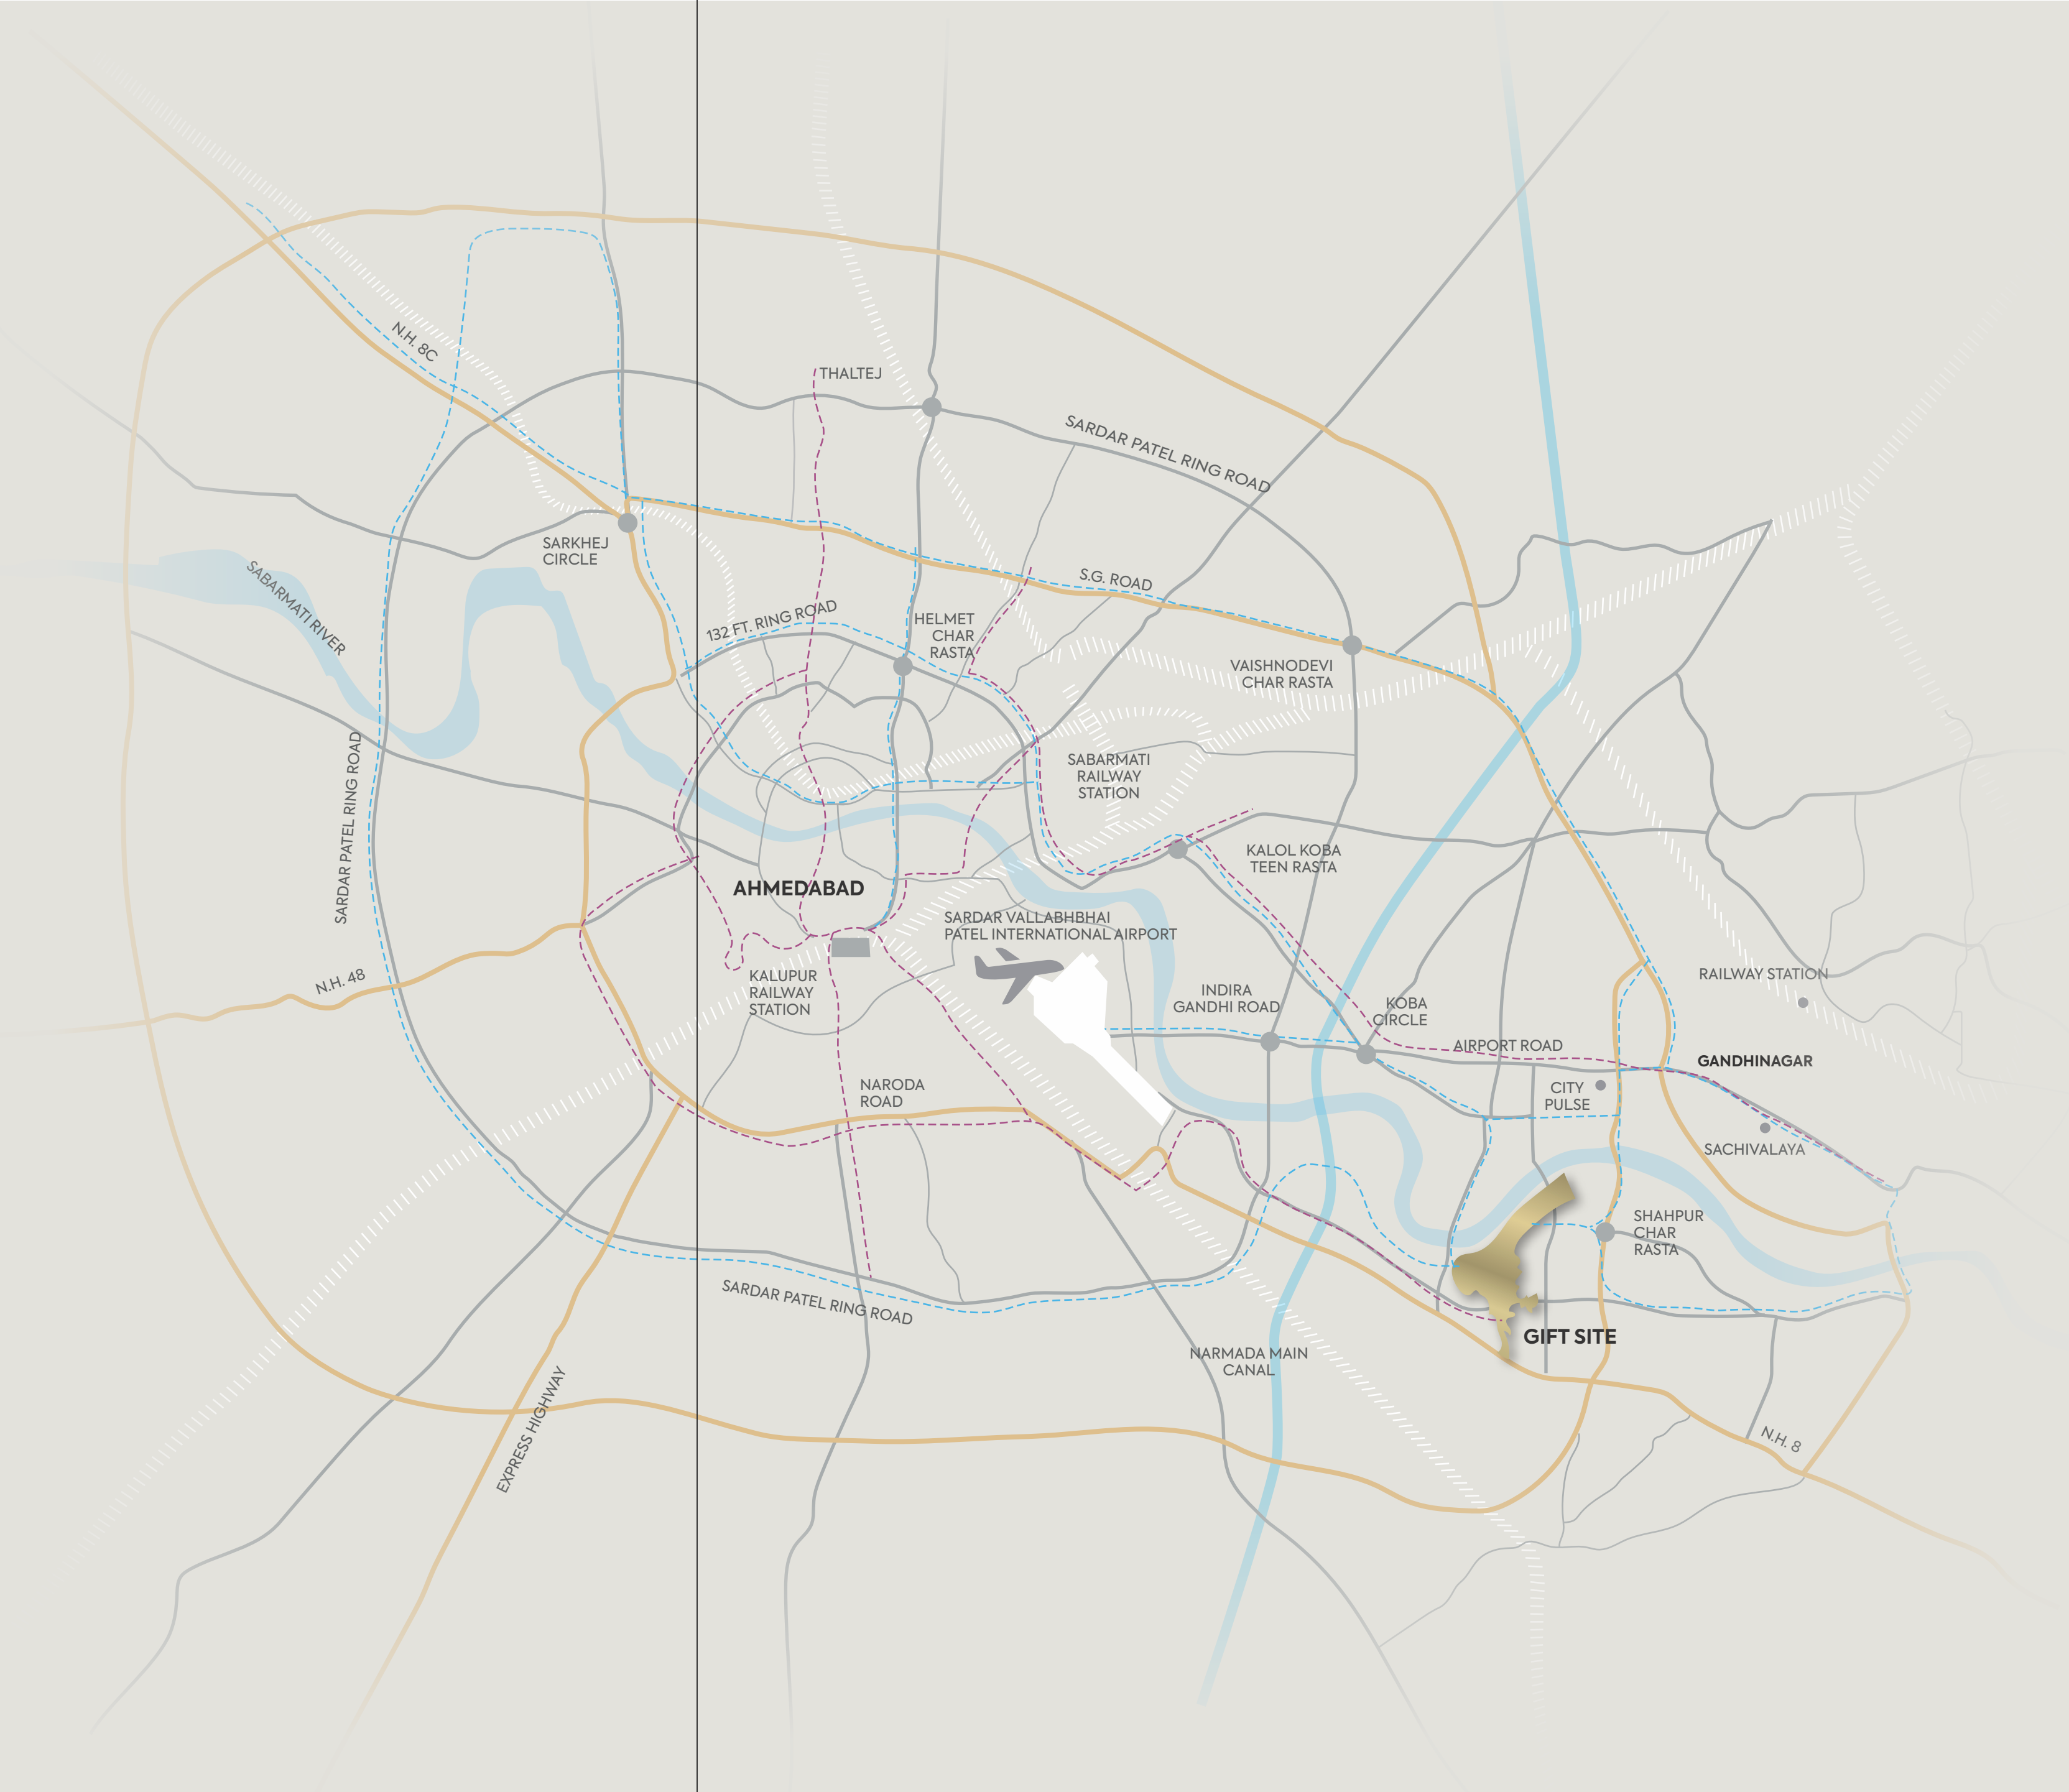 N.H. 8C
THALTEJ
SARDAR PATEL RING ROAD
SARKHEJ
CIRCLE
SABARMATI RIVER
S.G. ROAD
132 FT. RING ROAD
HELMET
CHAR
RASTA
VAISHNODEVI
CHAR RASTA
SARDAR PATEL RING ROAD
SABARMATI
RAILWAY
STATION
KALOL KOBA
TEEN RASTA
AHMEDABAD
SARDAR VALLABHBHAI
PATEL INTERNATIONAL AIRPORT
N.H. 48
KALUPUR
RAILWAY
STATION
INDIRA
GANDHI ROAD
KOBA
CIRCLE
RAILWAY STATION
AIRPORT ROAD
GANDHINAGAR
NARODA
ROAD
CITY
PULSE
SACHIVALAYA
SHAHPUR
CHAR
RASTA
SARDAR PATEL RING ROAD
GIFT SITE
NARMADA MAIN
CANAL
EXPRESS HIGHWAY
N.H. 8